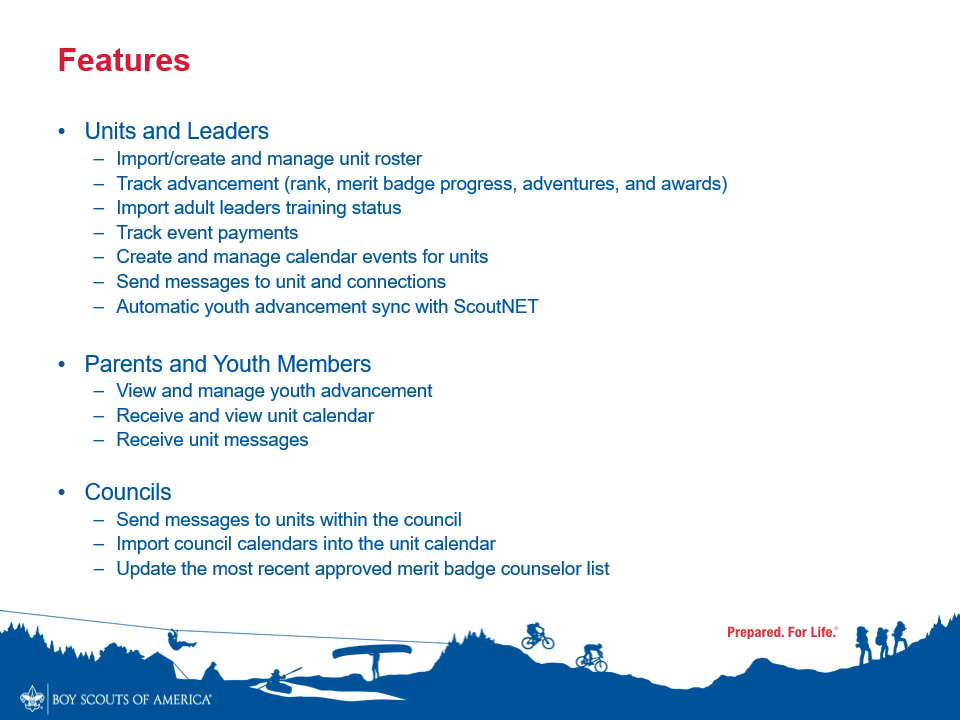 Features
• Units and Leaders
– Import/create and manage unit roster
– Track advancement (rank, merit badge progress, adventures, and awards)
– Import adult leaders training status
– Track event payments
– Create and manage calendar events for units
– Send messages to unit and connections
– Automatic youth advancement sync with ScoutNET
• Parents and Youth Members
– View and manage youth advancement
– Receive and view unit calendar
– Receive unit messages
• Councils
– Send messages to units within the council
– Import council calendars into the unit calendar
– Update the most recent approved merit badge counselor list
Prepared. For Life.®
BOY SCOUTS OF AMERICA®